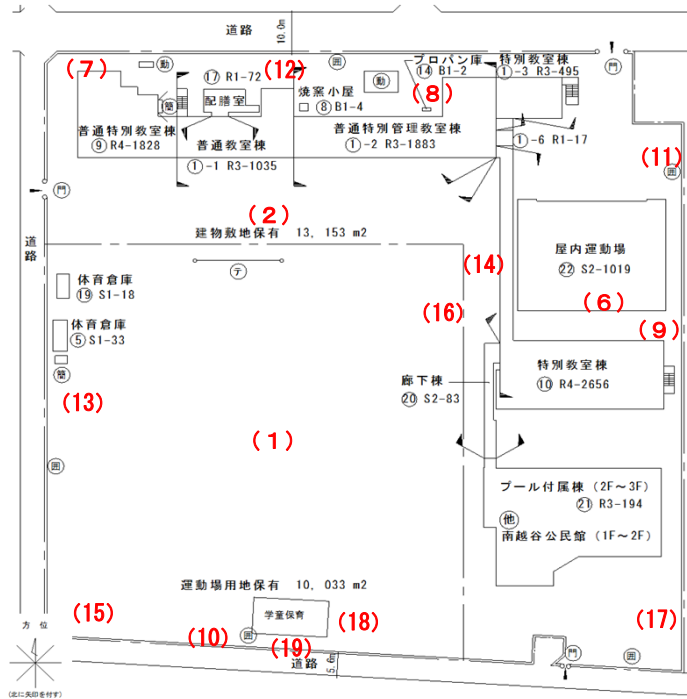 道路
10.0m
囲
(7)
動
⑰ R1-72
配膳室
(12)
動
プロパン庫
⑭ B1-2
特別教室棟
①-3 R3-495
門
簡
焼窯小屋
⑧ B1-4
(8)
普通特別教室棟
⑨ R4-1828
普通教室棟
①-1 R3-1035
普通特別管理教室棟
①-2 R3-1883
①-6 R1-17
(11)
囲
門
(2)
建物敷地保有 13, 153 m2
道路
テ
(14)
屋内運動場
㉒ S2-1019
(6)
体育倉庫
⑲ S1-18
体育倉庫
⑤ S1-33
簡
(16)
(9)
特別教室棟
⑩ R4-2656
廊下棟
⑳ S2-83
(13)
(1)
囲
プール付属棟 (2F~3F)
㉑ R3-194
他
南越谷公民館 (1F~2F)
運動場用地保有 10, 033 m2
学童保育
(15)
(10)
囲
(18)
(19)
(17)
方 位
道路
5.6m
門
囲
(北に矢印を付す)